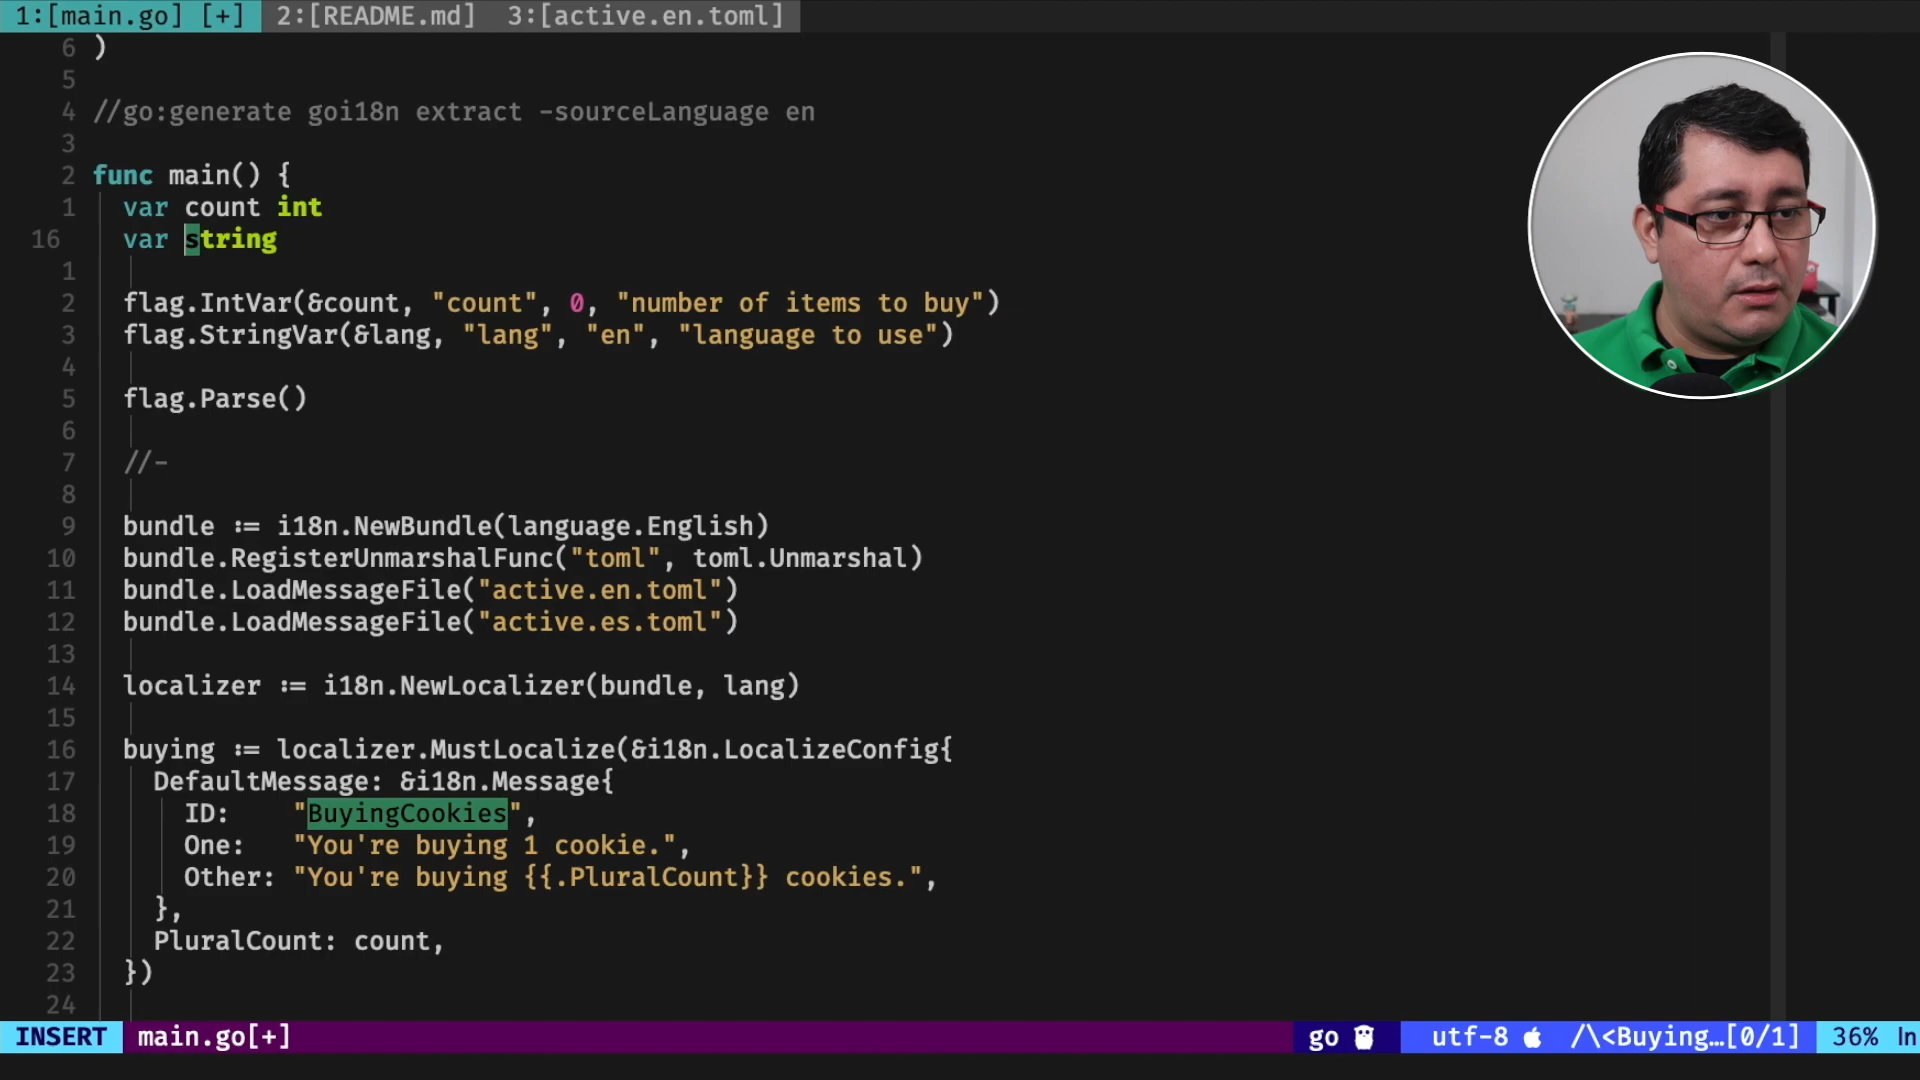 1:[main.go] [+] 2:[README.md] 3:[active.en.toml]
6 )
5
4 //go:generate goi18n extract -sourceLanguage en
3
2 func main() {
1 var count int
16 var string
1
2 flag.IntVar(&count, "count", 0, "number of items to buy")
3 flag.StringVar(&lang, "lang", "en", "language to use")
4
5 flag.Parse()
6
7 //-
8
9 bundle := i18n.NewBundle(language.English)
10 bundle.RegisterUnmarshalFunc("toml", toml.Unmarshal)
11 bundle.LoadMessageFile("active.en.toml")
12 bundle.LoadMessageFile("active.es.toml")
13
14 localizer := i18n.NewLocalizer(bundle, lang)
15
16 buying := localizer.MustLocalize(&i18n.LocalizeConfig{
17 DefaultMessage: &i18n.Message{
18 ID: "BuyingCookies",
19 One: "You're buying 1 cookie.",
20 Other: "You're buying {{.PluralCount}} cookies.",
21 },
22 PluralCount: count,
23 })
24
INSERT main.go[+] go utf-8 /\<Buying…[0/1] 36% ln